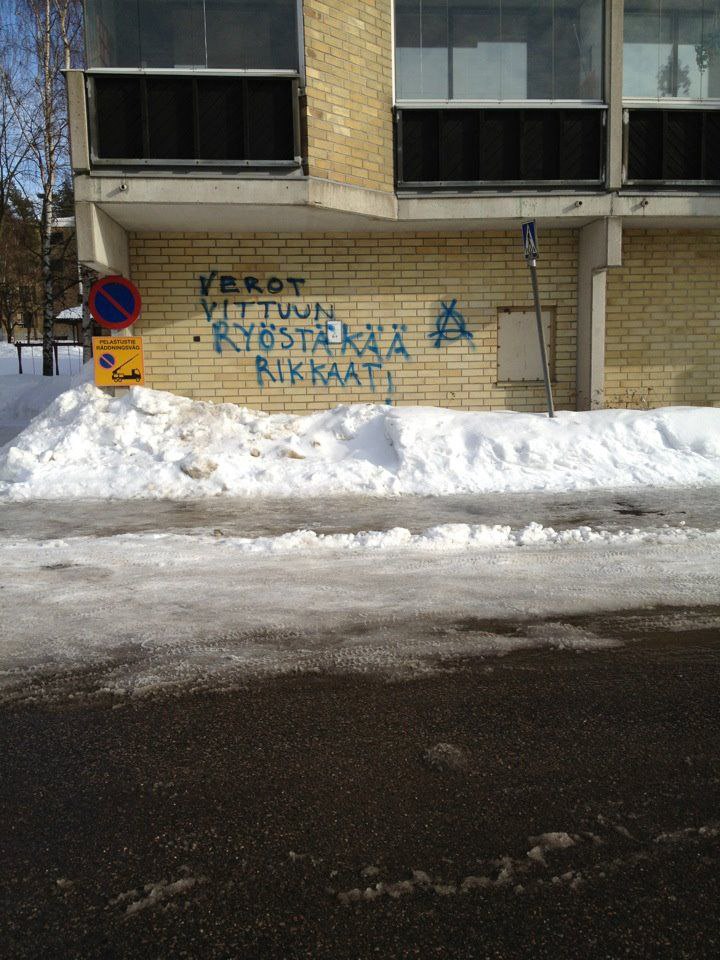 VEROT
VITTUUN
RYÖSTÄKÄÄ
RIKKAAT!
PELASTUSTIE
RÄDDNINGSVÄG